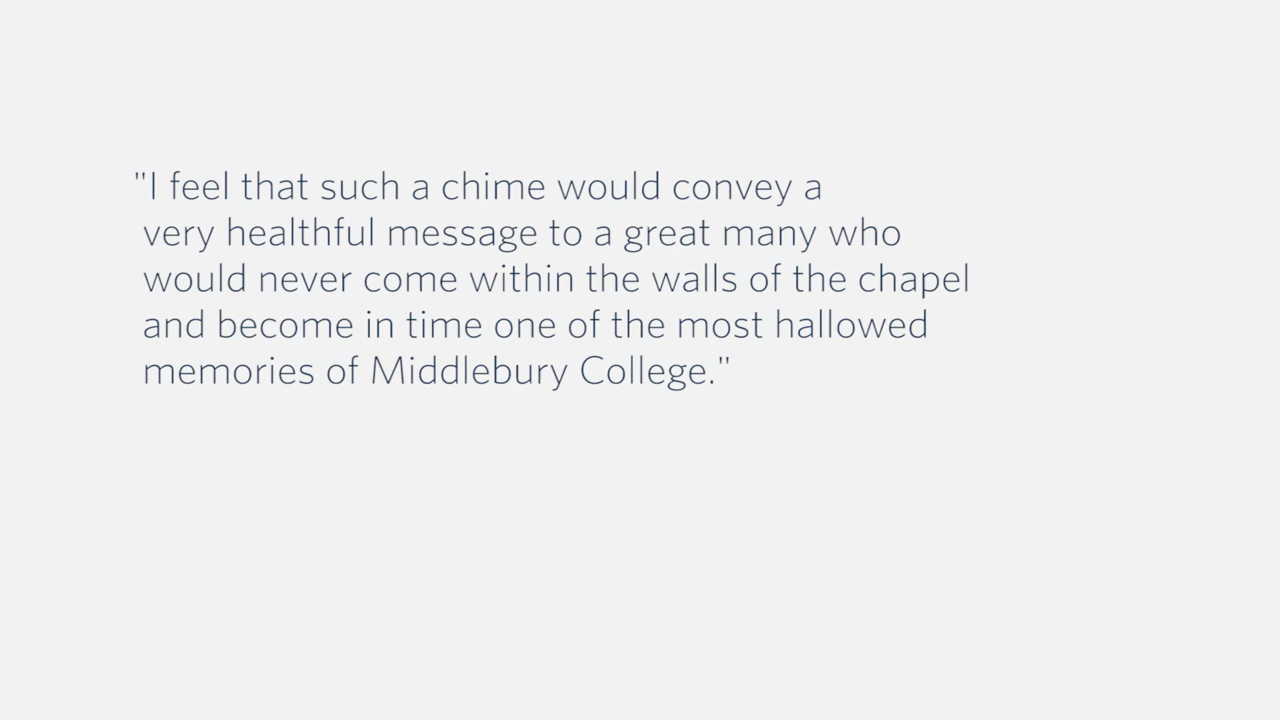 "I feel that such a chime would convey a
very healthful message to a great many who
would never come within the walls of the chapel
and become in time one of the most hallowed
memories of Middlebury College."